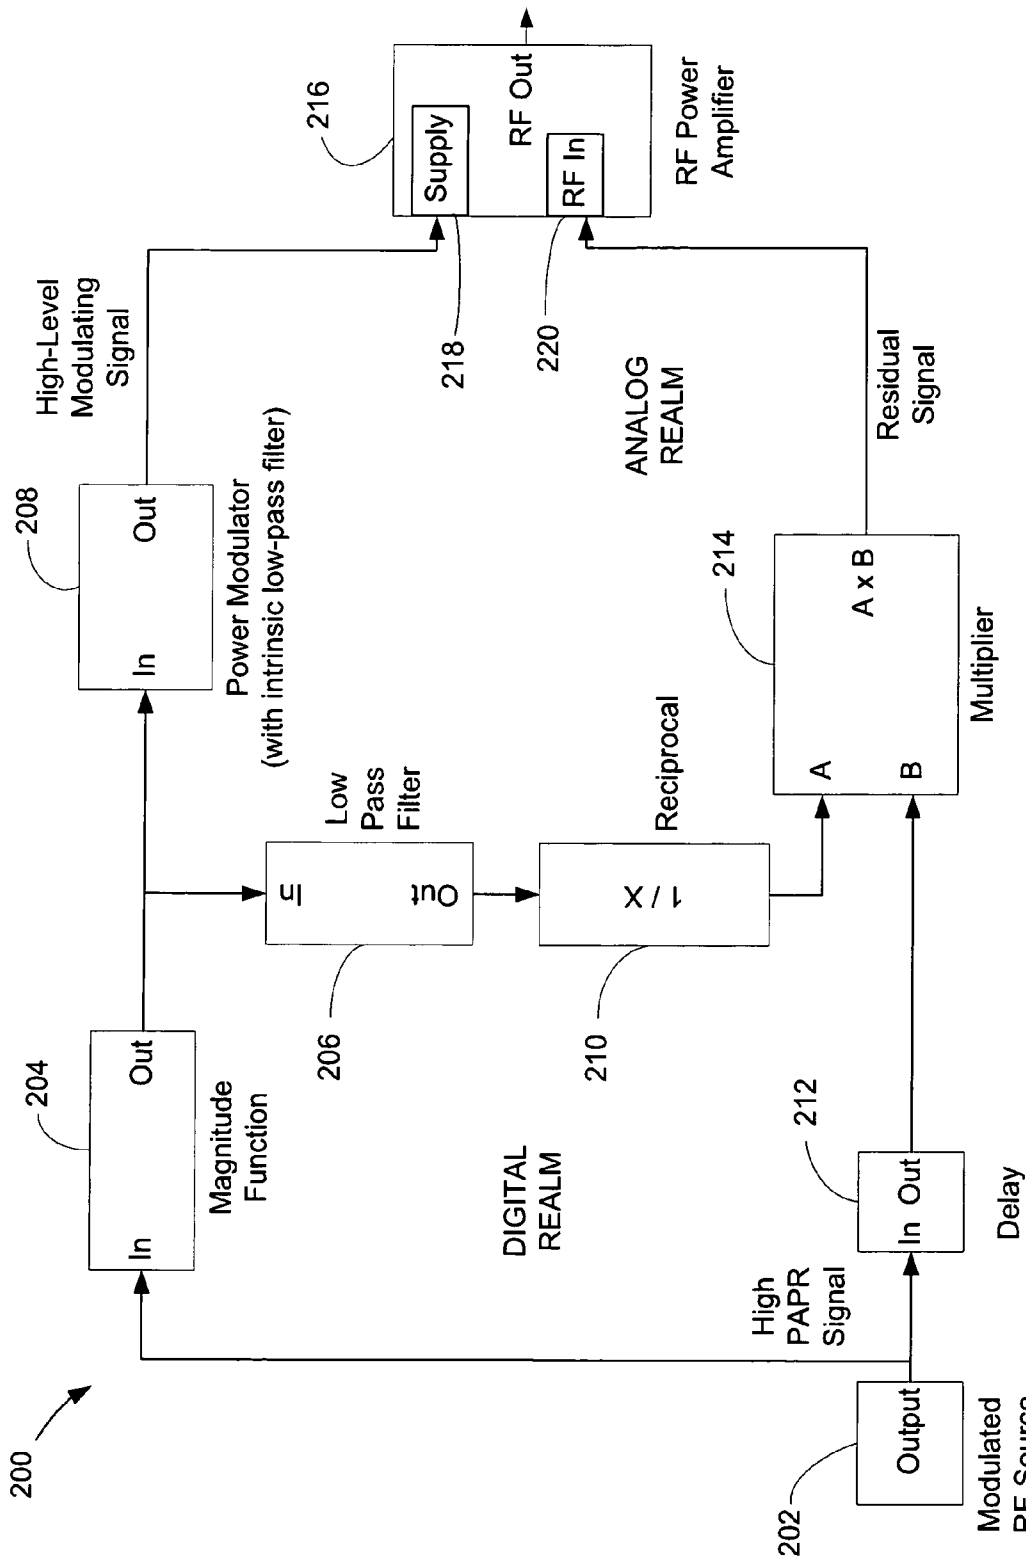 200
202
Output
Modulated
RF Source
High
PAPR
Signal
In
Out
212
Delay
204
In
Out
Magnitude
Function
DIGITAL
REALM
206
In
Out
Low
Pass
Filter
210
1 / X
Reciprocal
208
In
Out
Power Modulator
(with intrinsic low-pass filter)
High-Level
Modulating
Signal
214
A
B
A x B
Multiplier
Residual
Signal
ANALOG
REALM
216
Supply
218
RF In
220
RF Out
RF Power
Amplifier